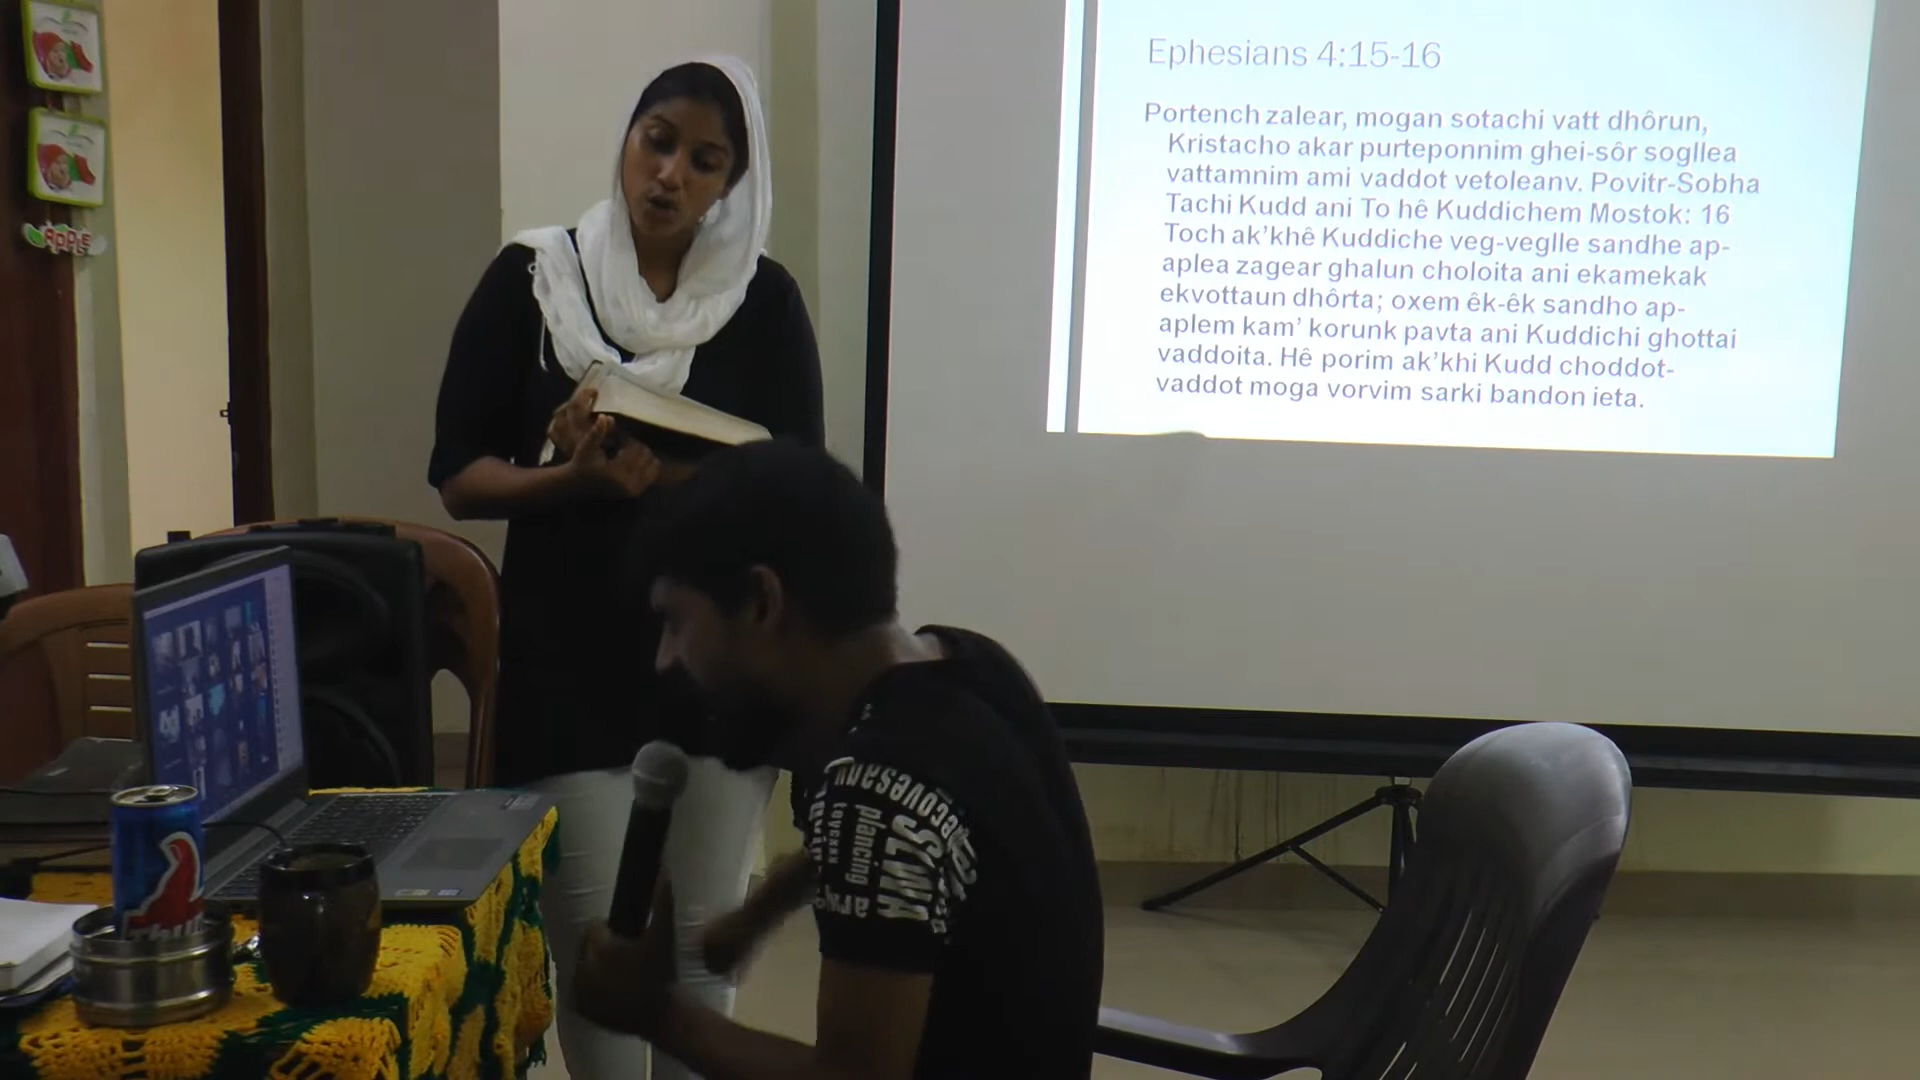 Ephesians 4:15-16
Portench zalear, mogan sotachi vatt dhôrun,
Kristacho akar purteponnim ghei-sôr sogllea
vattamnim ami vaddot vetoleanv. Povitr-Sobha
Tachi Kudd ani To hê Kuddichem Mostok: 16
Toch ak’khê Kuddiche veg-veglle sandhe ap-
aplea zagear ghalun choloita ani ekamekak
ekvottaun dhôrta; oxem êk-êk sandho ap-
aplem kam’ korunk pavta ani Kuddichi ghottai
vaddoita. Hê porim ak’khi Kudd choddot-
vaddot moga vorvim sarki bandon ieta.
APPLE
plancing